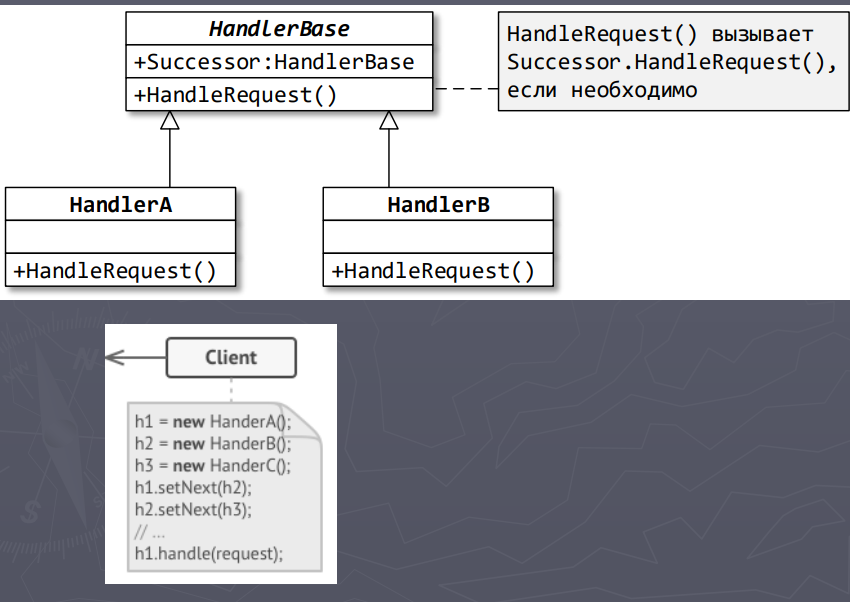 HandlerBase
+Successor:HandlerBase
+HandleRequest()
HandleRequest() вызывает
Successor.HandleRequest(),
если необходимо
HandlerA
+HandleRequest()
HandlerB
+HandleRequest()
Client
h1 = new HanderA();
h2 = new HanderB();
h3 = new HanderC();
h1.setNext(h2);
h2.setNext(h3);
// ...
h1.handle(request);
N
S